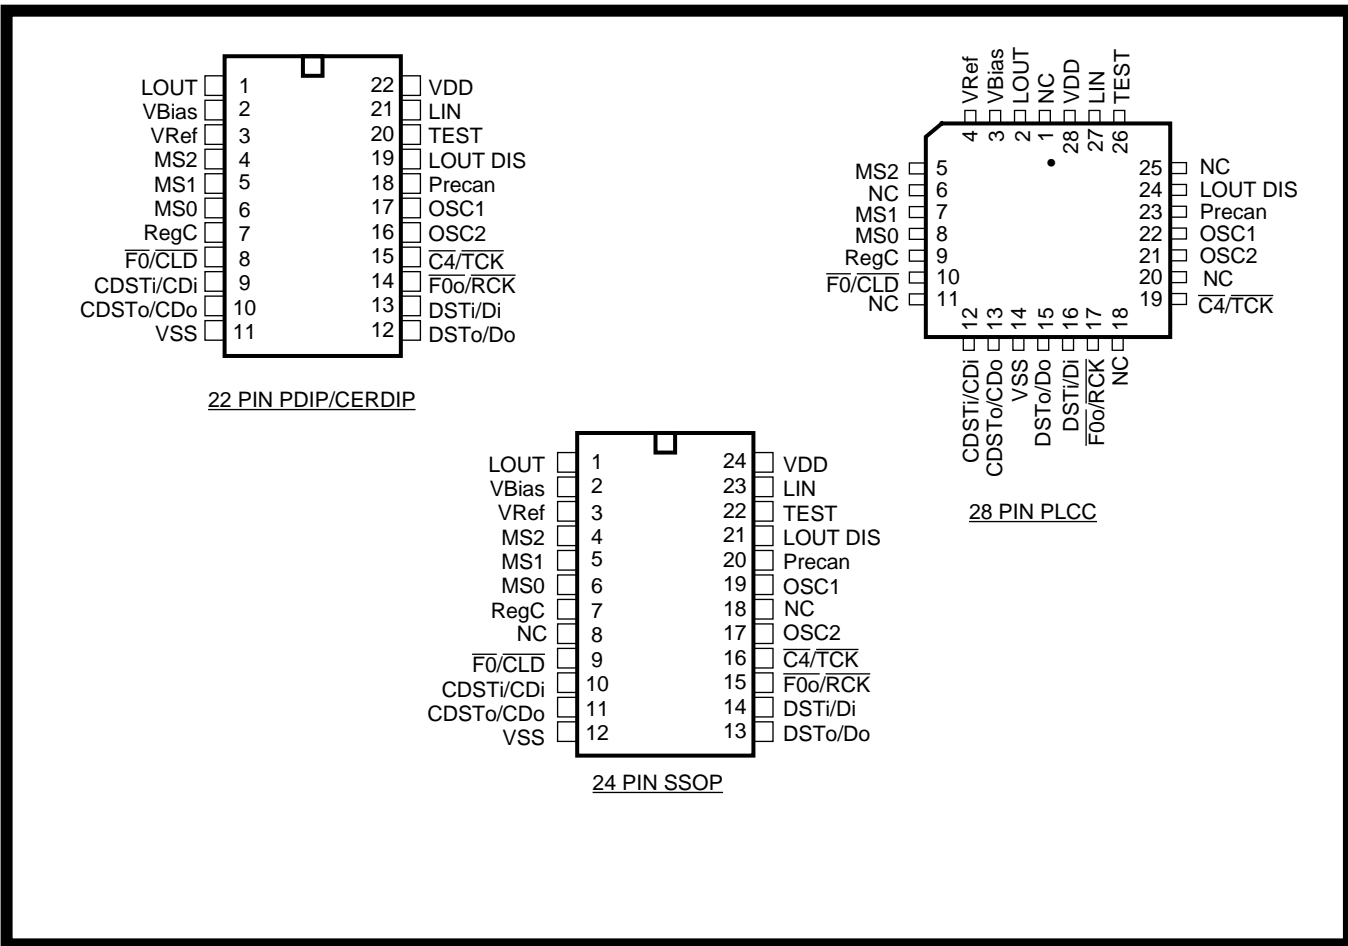 LOUT 1 22 VDD
VBias 2 21 LIN
VRef 3 20 TEST
MS2 4 19 LOUT DIS
MS1 5 18 Precan
MS0 6 17 OSC1
RegC 7 16 OSC2
F0/CLD 8 15 C4/TCK
CDSTi/CDi 9 14 F0o/RCK
CDSTo/CDo 10 13 DSTi/Di
VSS 11 12 DSTo/Do
22 PIN PDIP/CERDIP
VRef VBias LOUT NC VDD LIN TEST
4 3 2 1 28 27 26
MS2 5 25 NC
NC 6 24 LOUT DIS
MS1 7 23 Precan
MS0 8 22 OSC1
RegC 9 21 OSC2
F0/CLD 10 20 NC
NC 11 19 C4/TCK
12 13 14 15 16 17 18
CDSTi/CDi CDSTo/CDo VSS DSTo/Do DSTi/Di F0o/RCK NC
28 PIN PLCC
LOUT 1 24 VDD
VBias 2 23 LIN
VRef 3 22 TEST
MS2 4 21 LOUT DIS
MS1 5 20 Precan
MS0 6 19 OSC1
RegC 7 18 NC
NC 8 17 OSC2
F0/CLD 9 16 C4/TCK
CDSTi/CDi 10 15 F0o/RCK
CDSTo/CDo 11 14 DSTi/Di
VSS 12 13 DSTo/Do
24 PIN SSOP